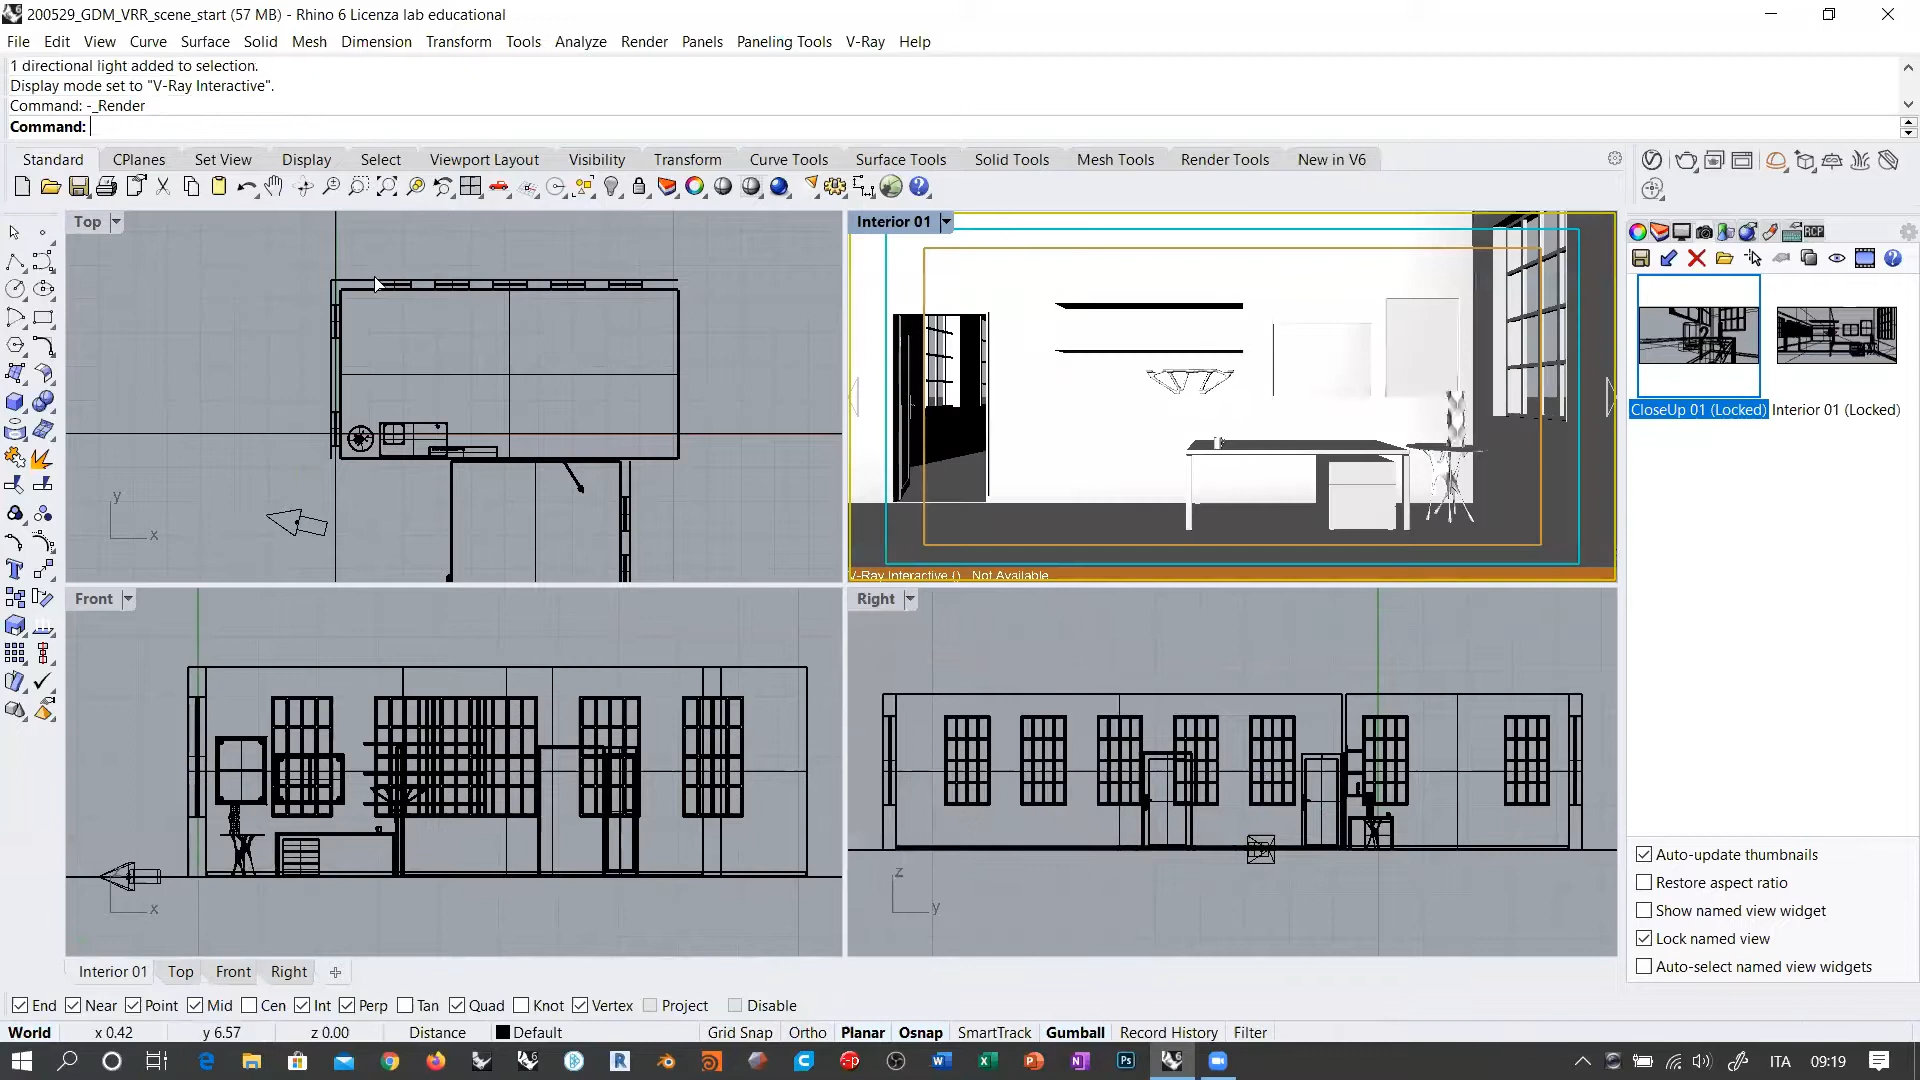 200529_GDM_VRR_scene_start (57 MB) - Rhino 6 Licenza lab educational
File Edit View Curve Surface Solid Mesh Dimension Transform Tools Analyze Render Panels Paneling Tools V-Ray Help
1 directional light added to selection.
Display mode set to "V-Ray Interactive".
Command: -_Render
Command:
Standard CPlanes Set View Display Select Viewport Layout Visibility Transform Curve Tools Surface Tools Solid Tools Mesh Tools Render Tools New in V6
Top
Interior 01
RCP
y
x
V-Ray Interactive () Not Available
CloseUp 01 (Locked) Interior 01 (Locked)
Front
Right
x
z
y
Auto-update thumbnails
Restore aspect ratio
Show named view widget
Lock named view
Auto-select named view widgets
Interior 01 Top Front Right
End Near Point Mid Cen Int Perp Tan Quad Knot Vertex Project Disable
World x 0.42 y 6.57 z 0.00 Distance Default Grid Snap Ortho Planar Osnap SmartTrack Gumball Record History Filter
ITA 09:19